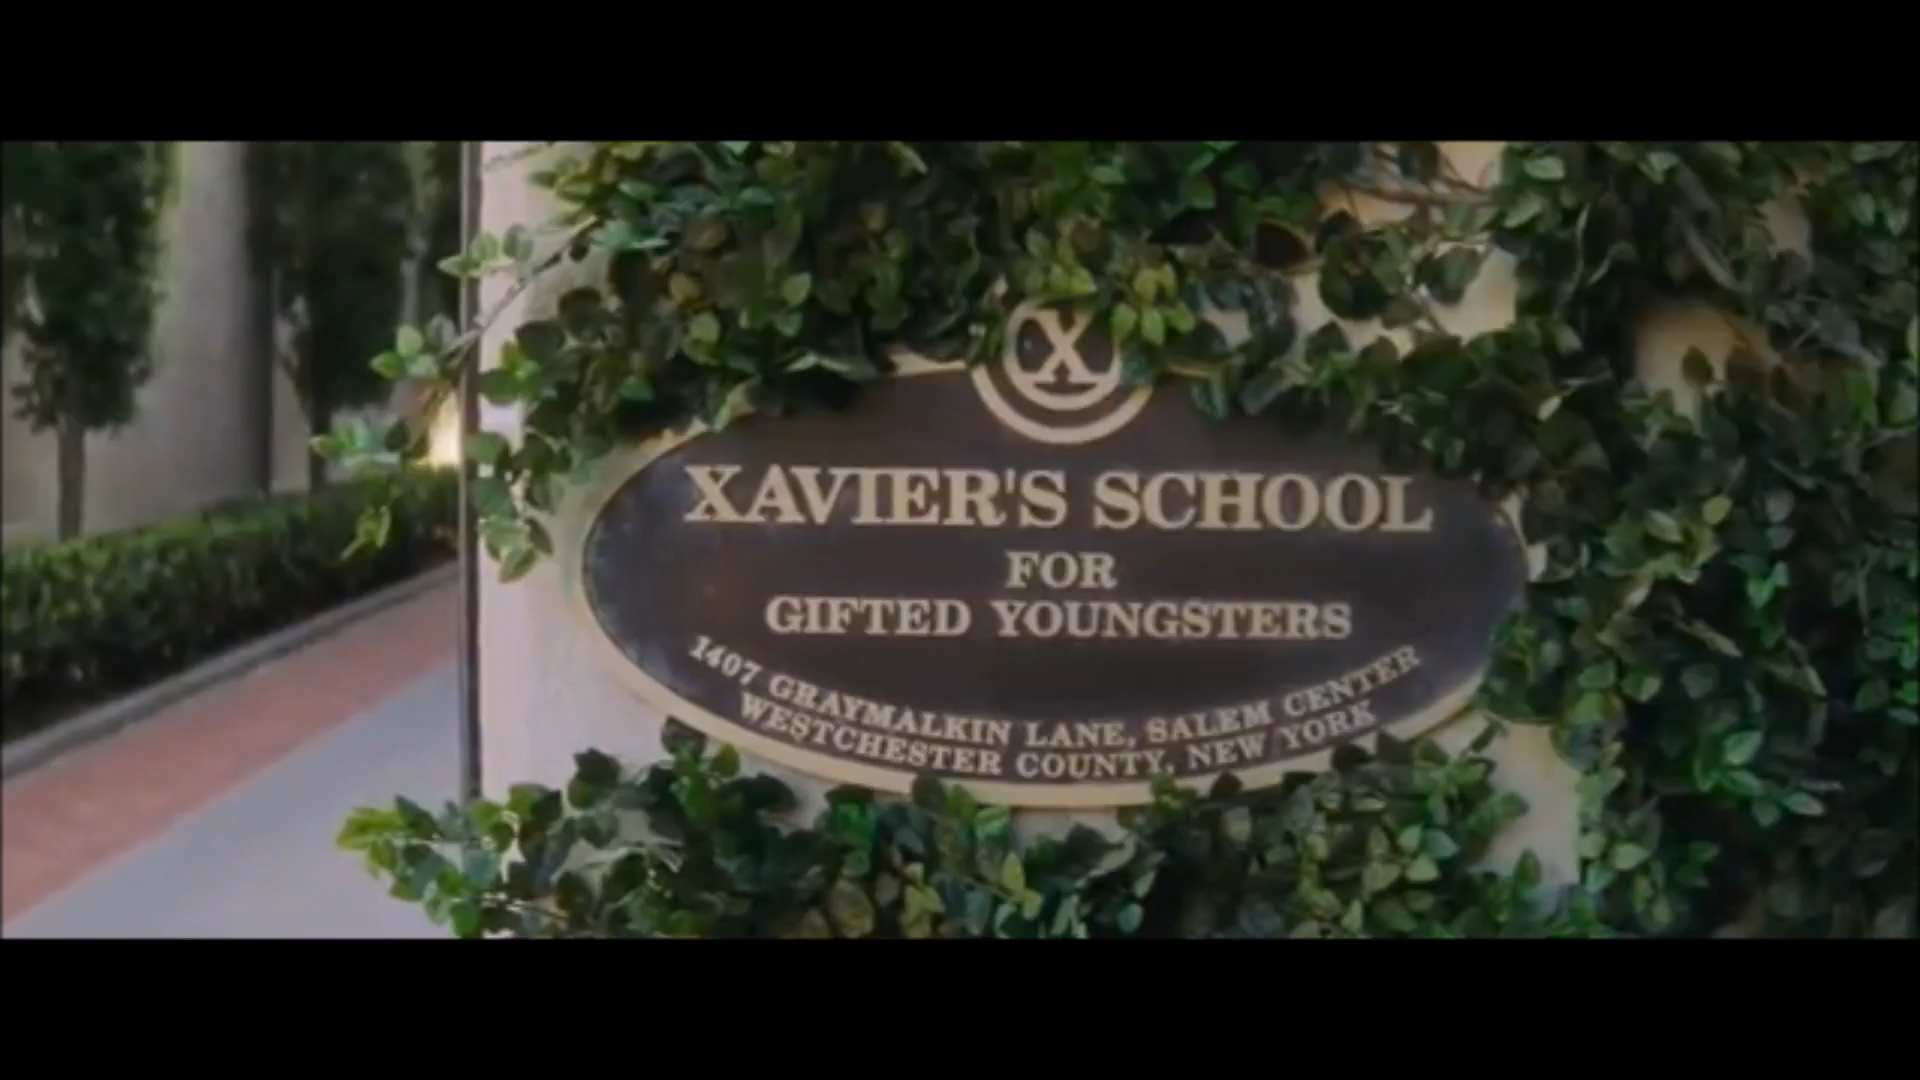 X
XAVIER'S SCHOOL
FOR
GIFTED YOUNGSTERS
1407 GRAYMALKIN LANE, SALEM CENTER
WESTCHESTER COUNTY, NEW YORK